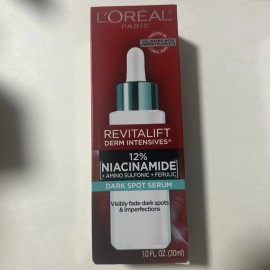 L'ORÉAL
PARIS
REVITALIFT
DERM INTENSIVES®
12%
NIACINAMIDE
+ AMINO SULFONIC + FERULIC
DARK SPOT SERUM
Visibly fade dark spots
& imperfections
1.0 FL. OZ. (30ml)